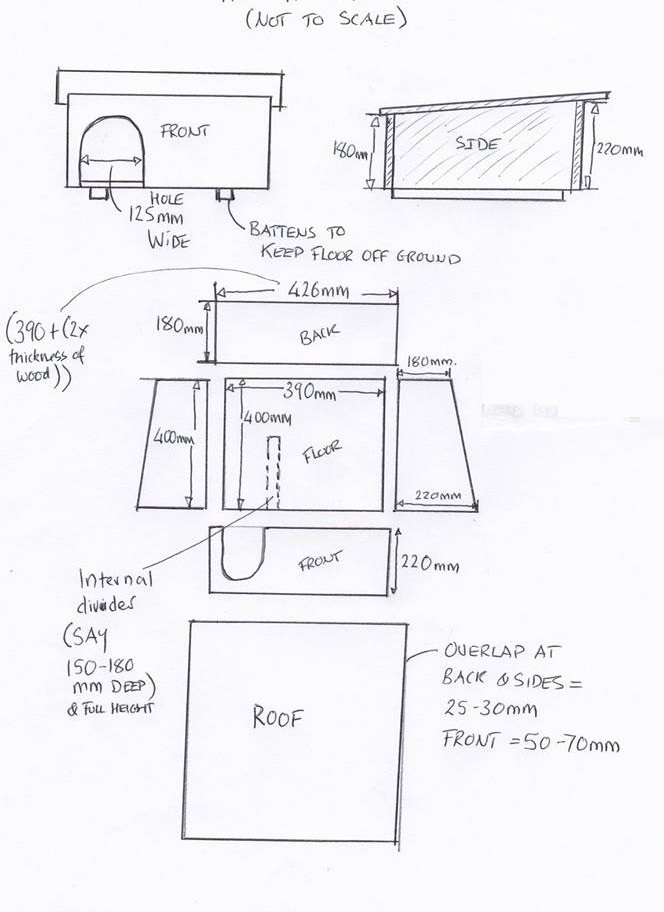 (NOT TO SCALE)
FRONT
HOLE
125mm
WIDE
BATTENS TO
KEEP FLOOR OFF GROUND
180mm
SIDE
220mm
426mm
(390 + (2x
thickness of
wood))
180mm
BACK
180mm.
390mm
400mm
400mm
FLOOR
220mm
FRONT
220mm
Internal
divider
(SAY
150-180
mm DEEP)
& FULL HEIGHT
ROOF
OVERLAP AT
BACK & SIDES =
25-30mm
FRONT = 50-70mm